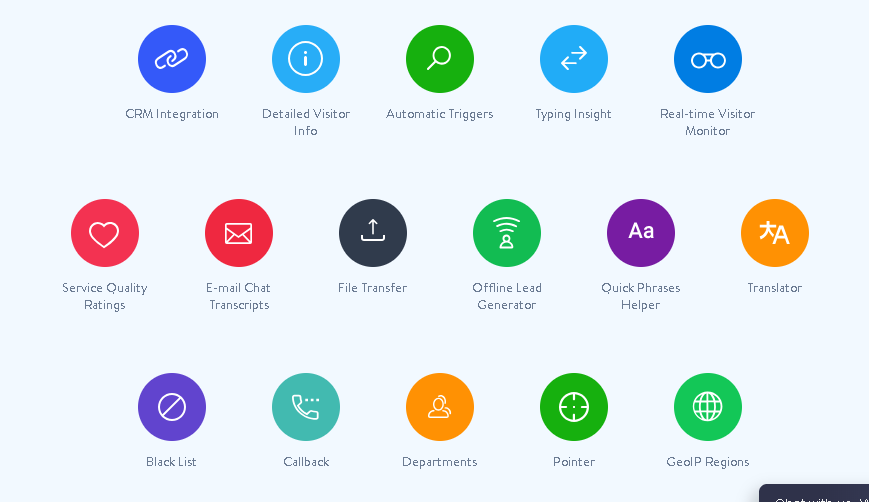 CRM Integration
Detailed Visitor
Info
Automatic Triggers
Typing Insight
Real-time Visitor
Monitor
Service Quality
Ratings
E-mail Chat
Transcripts
File Transfer
Offline Lead
Generator
Aa
Quick Phrases
Helper
Translator
Black List
Callback
Departments
Pointer
GeoIP Regions